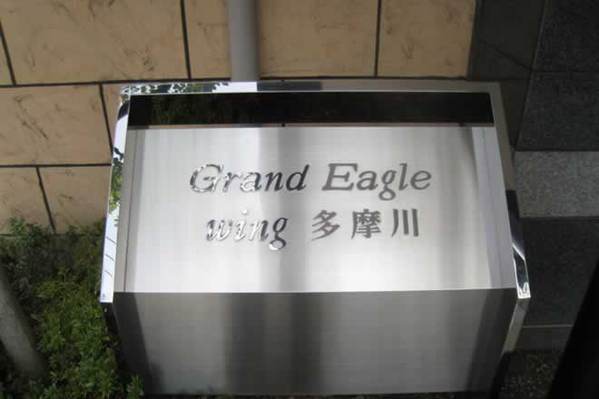 Grand Eagle
wing 多摩川